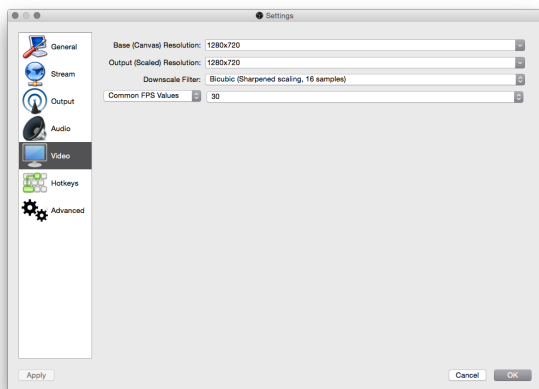 Settings
General
Stream
Output
Audio
Video
Hotkeys
Advanced
Base (Canvas) Resolution: 1280x720
Output (Scaled) Resolution: 1280x720
Downscale Filter: Bicubic (Sharpened scaling, 16 samples)
Common FPS Values 30
Apply Cancel OK